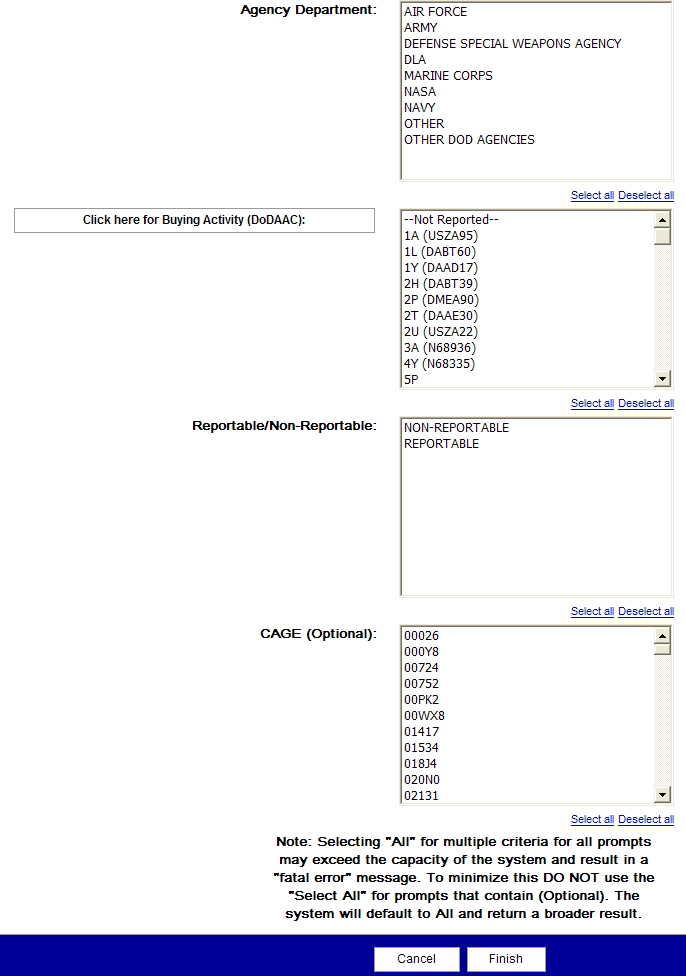 Agency Department:
AIR FORCE
ARMY
DEFENSE SPECIAL WEAPONS AGENCY
DLA
MARINE CORPS
NASA
NAVY
OTHER
OTHER DOD AGENCIES
Select all Deselect all
Click here for Buying Activity (DoDAAC):
--Not Reported--
1A (USZA95)
1L (DABT60)
1Y (DAAD17)
2H (DABT39)
2P (DMEA90)
2T (DAAE30)
2U (USZA22)
3A (N68936)
4Y (N68335)
5P
Select all Deselect all
Reportable/Non-Reportable:
NON-REPORTABLE
REPORTABLE
Select all Deselect all
CAGE (Optional):
00026
000Y8
00724
00752
00PK2
00WX8
01417
01534
018J4
020N0
02131
Select all Deselect all
Note: Selecting "All" for multiple criteria for all prompts
may exceed the capacity of the system and result in a
"fatal error" message. To minimize this DO NOT use the
"Select All" for prompts that contain (Optional). The
system will default to All and return a broader result.
Cancel Finish